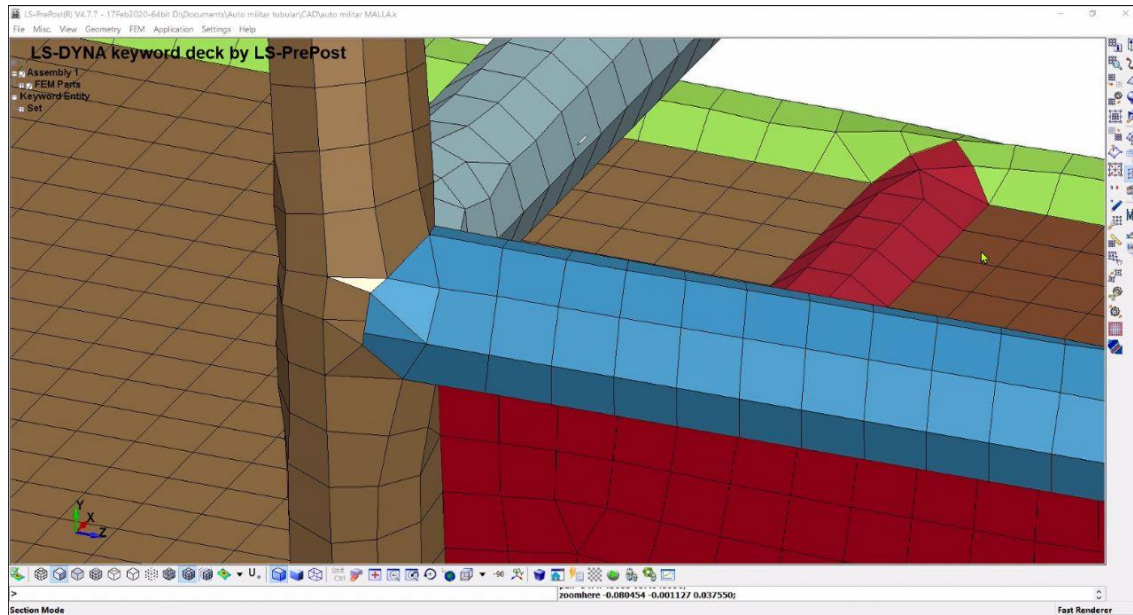 LS-PrePost(R) V4.7.7 - 17Feb2020-64bit D:\Documents\Auto militar tubular\CAD\auto militar MALLA.k
File Misc. View Geometry FEM Application Settings Help
LS-DYNA keyword deck by LS-PrePost
Assembly 1
FEM Parts
Keyword Entity
Set
Y
X
Z
U.
-90
>
zoomhere -0.080454 -0.001127 0.037550;
Section Mode
Fast Renderer